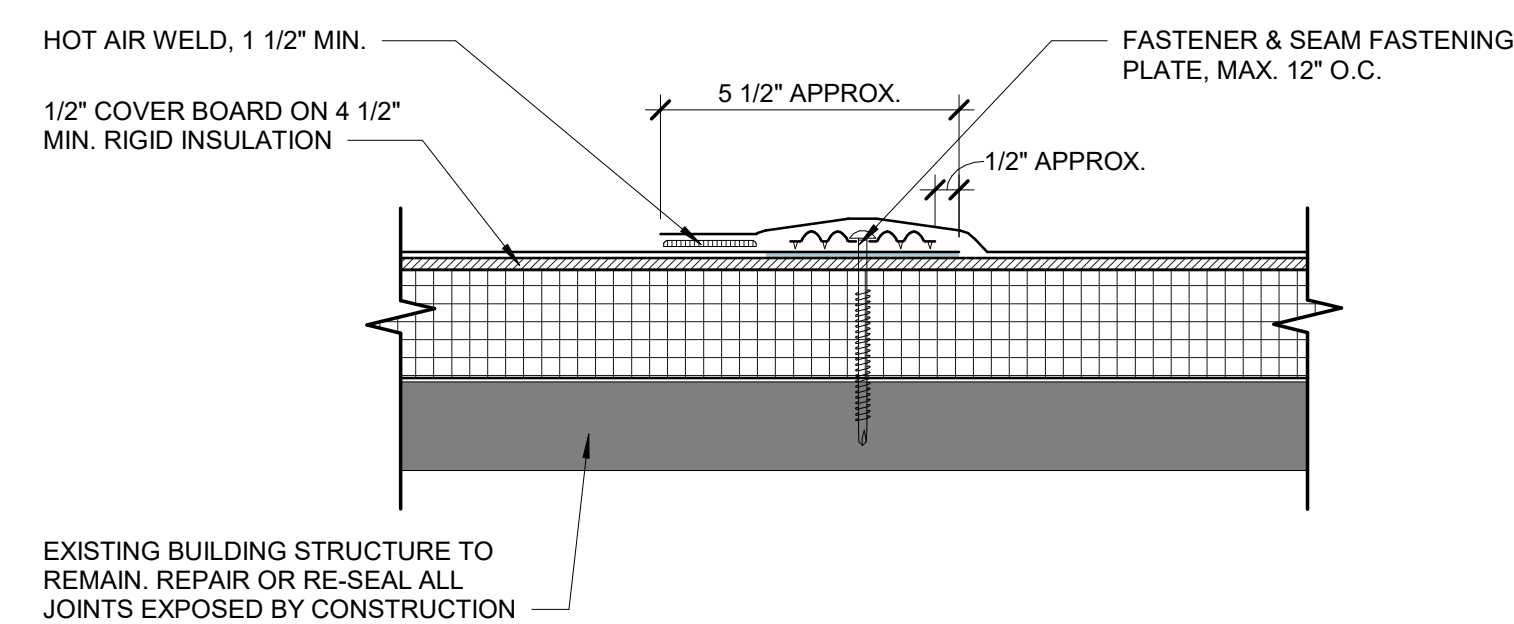 HOT AIR WELD, 1 1/2" MIN.
1/2" COVER BOARD ON 4 1/2"
MIN. RIGID INSULATION
5 1/2" APPROX.
FASTENER & SEAM FASTENING
PLATE, MAX. 12" O.C.
1/2" APPROX.
EXISTING BUILDING STRUCTURE TO
REMAIN. REPAIR OR RE-SEAL ALL
JOINTS EXPOSED BY CONSTRUCTION